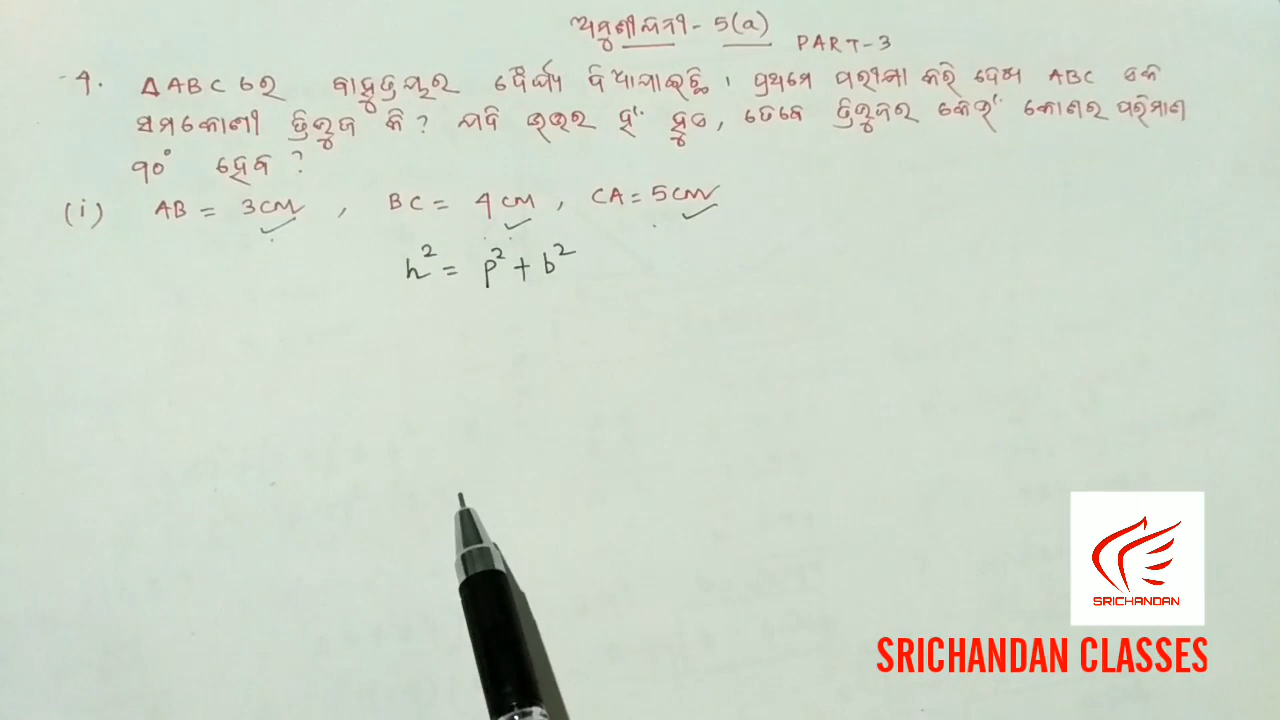 ଅନୁଶୀଳନୀ - 5(a)
PART-3
4. Δ ABC ରେ ବାହୁତ୍ରୟର ଦୈର୍ଘ୍ୟ ଦିଆଯାଇଛି । ପ୍ରଥମେ ପରୀକ୍ଷା କରି ଦେଖ ABC ଏକ
ସମକୋଣୀ ତ୍ରିଭୁଜ କି ? ଯଦି ଉତ୍ତର ହଁ ହୁଏ , ତେବେ ତ୍ରିଭୁଜର କେଉଁ କୋଣର ପରିମାଣ
୨୦° ହେବ ?
(i) AB = 3CM , BC = 4CM , CA = 5CM
h² = p² + b²
SRICHANDAN
SRICHANDAN CLASSES